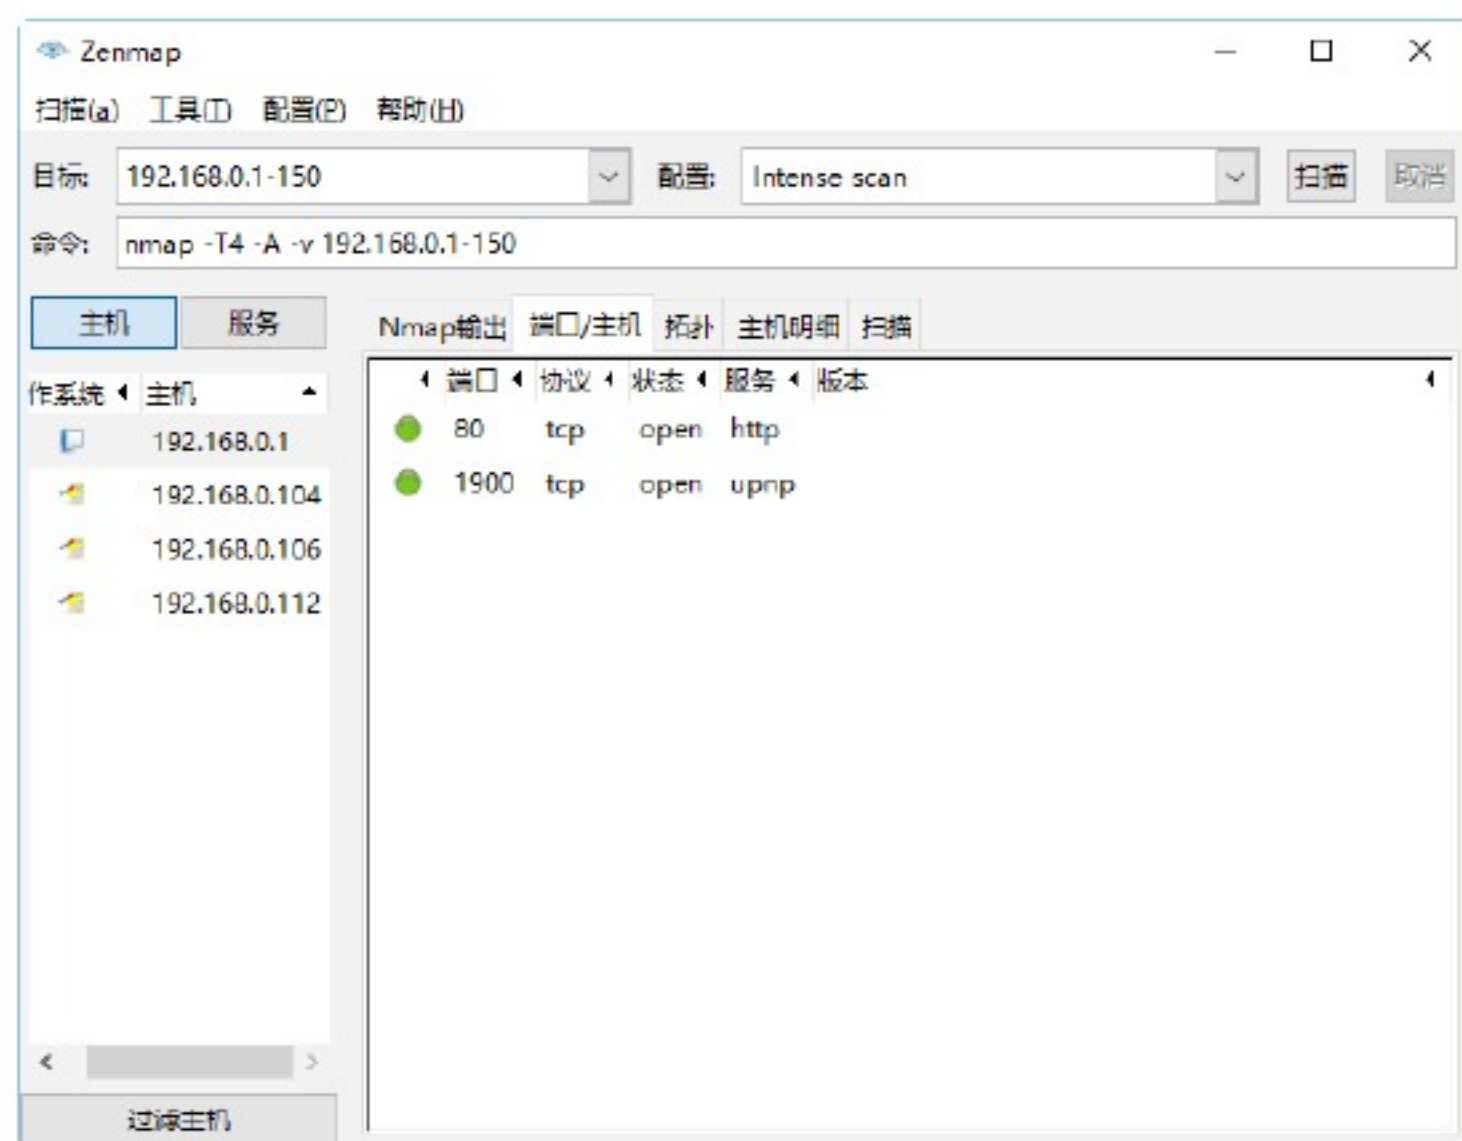 Zenmap
扫描(a) 工具(T) 配置(P) 帮助(H)
目标: 192.168.0.1-150 配置: Intense scan 扫描 取消
命令: nmap -T4 -A -v 192.168.0.1-150
主机 服务 Nmap输出 端口/主机 拓扑 主机明细 扫描
作系统 主机 端口 协议 状态 服务 版本
192.168.0.1 80 tcp open http
192.168.0.104 1900 tcp open upnp
192.168.0.106
192.168.0.112
过滤主机